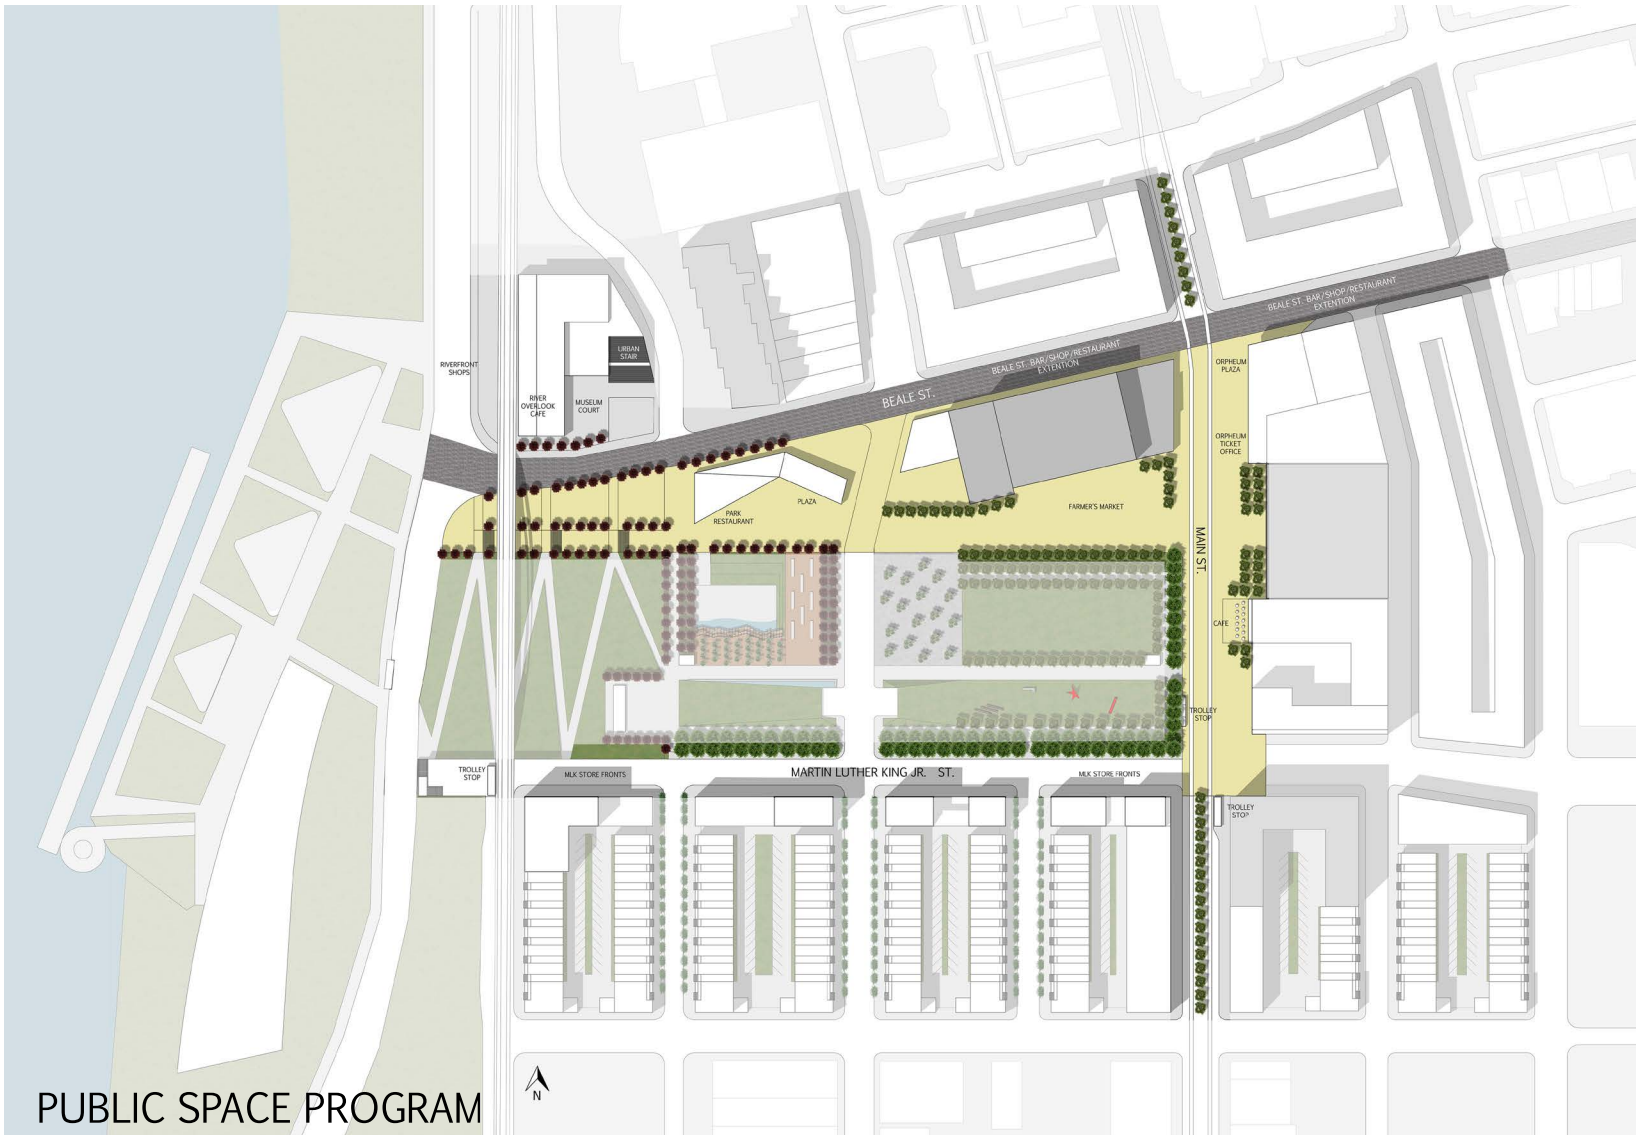 BEALE ST. BAR/SHOP/RESTAURANT
EXTENTION
BEALE ST. BAR/SHOP/RESTAURANT
EXTENTION
BEALE ST.
URBAN
STAIR
RIVERFRONT
SHOPS
RIVER
OVERLOOK
CAFE
MUSEUM
COURT
ORPHEUM
PLAZA
ORPHEUM
TICKET
OFFICE
PLAZA
PARK
RESTAURANT
FARMER'S MARKET
MAIN ST.
CAFE
TROLLEY
STOP
TROLLEY
STOP
MLK STORE FRONTS
MARTIN LUTHER KING JR. ST.
MLK STORE FRONTS
TROLLEY
STOP
N
PUBLIC SPACE PROGRAM